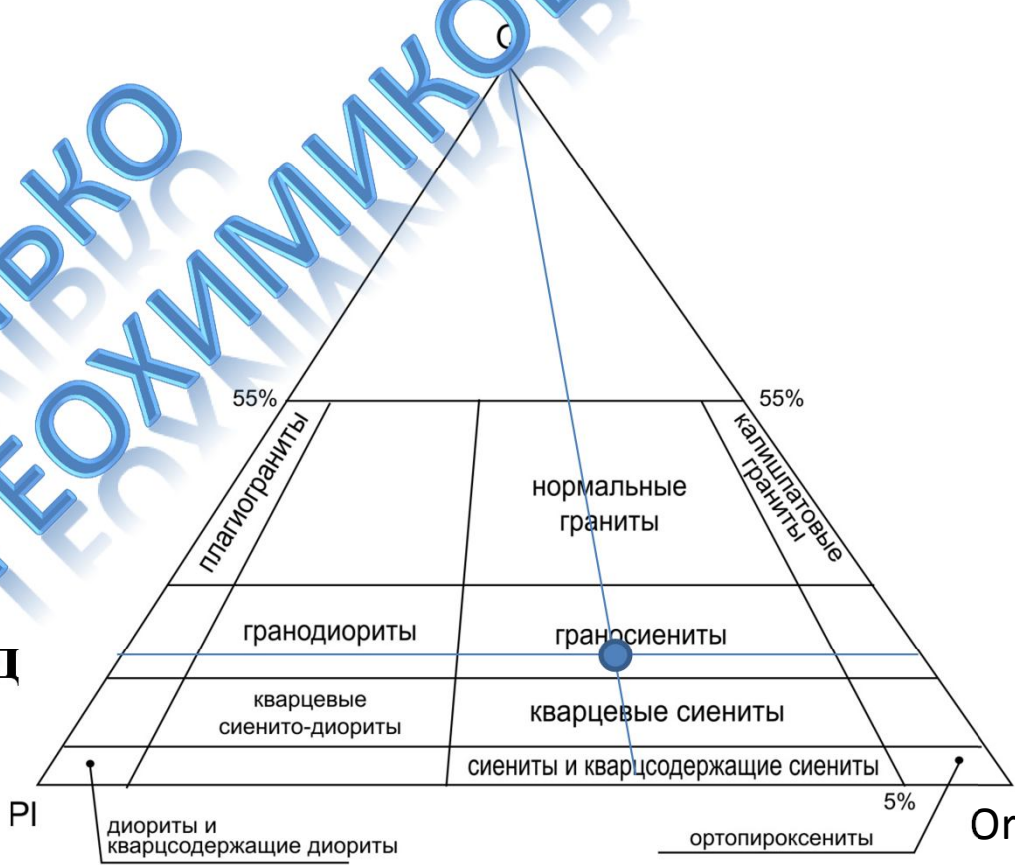 Q
ЕОХИМИКОВ
55%
55%
плагиограниты
калишпатовые
граниты
нормальные
граниты
гранодиориты
граносиениты
кварцевые
сиенито-диориты
кварцевые сиениты
сиениты и кварцсодержащие сиениты
5%
Pl
Or
диориты и
кварцсодержащие диориты
ортопироксениты